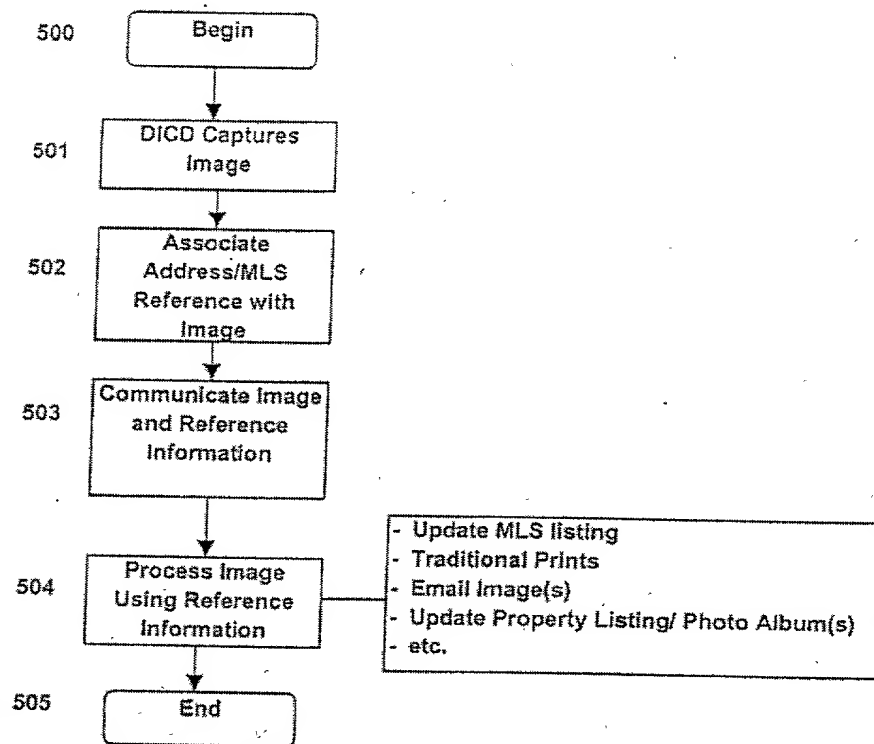 500
Begin
501
DICD Captures
Image
502
Associate
Address/MLS
Reference with
Image
503
Communicate Image
and Reference
Information
504
Process Image
Using Reference
Information
- Update MLS listing
- Traditional Prints
- Email Image(s)
- Update Property Listing/ Photo Album(s)
- etc.
505
End